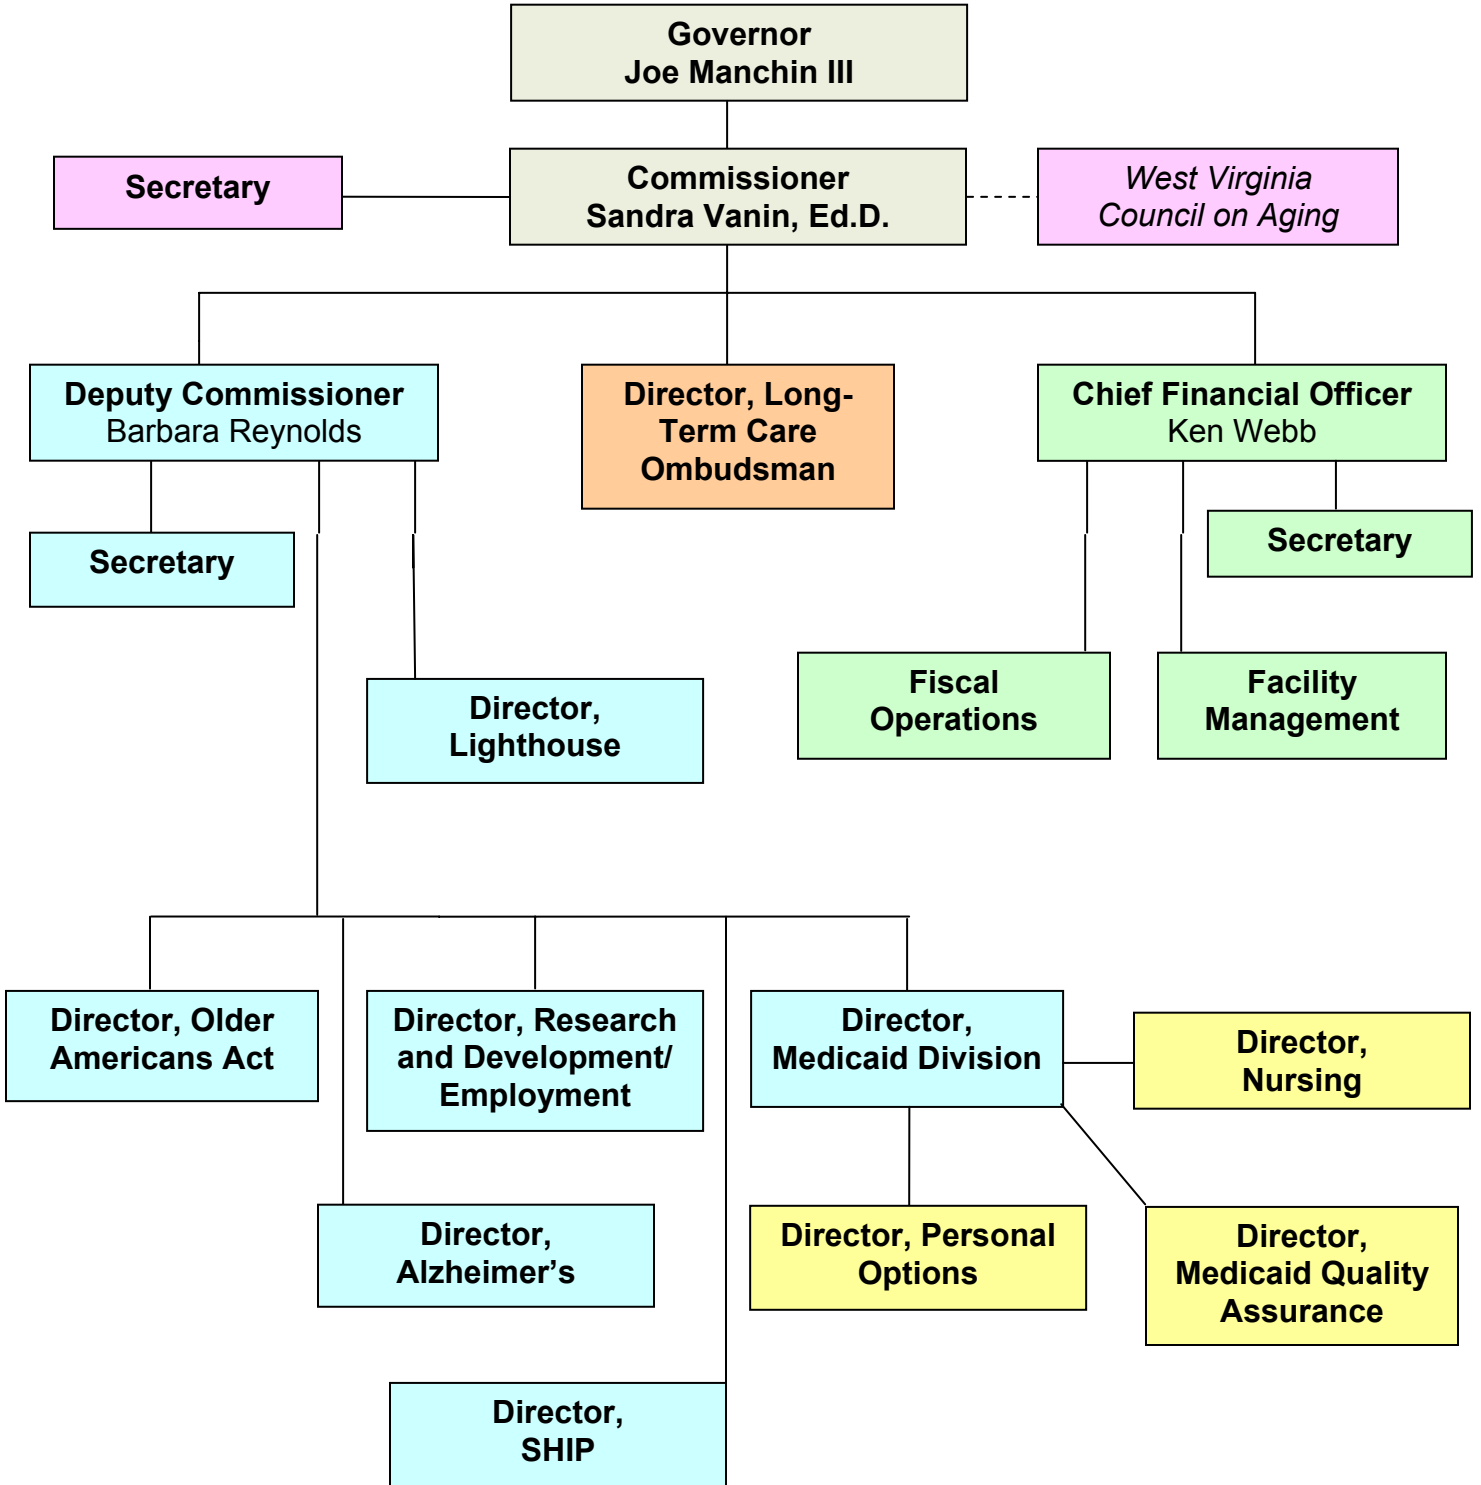 Governor
Joe Manchin III
Secretary
Commissioner
Sandra Vanin, Ed.D.
West Virginia
Council on Aging
Deputy Commissioner
Barbara Reynolds
Director, Long-
Term Care
Ombudsman
Chief Financial Officer
Ken Webb
Secretary
Secretary
Director,
Lighthouse
Fiscal
Operations
Facility
Management
Director, Older
Americans Act
Director, Research
and Development/
Employment
Director,
Medicaid Division
Director,
Nursing
Director,
Alzheimer’s
Director, Personal
Options
Director,
Medicaid Quality
Assurance
Director,
SHIP